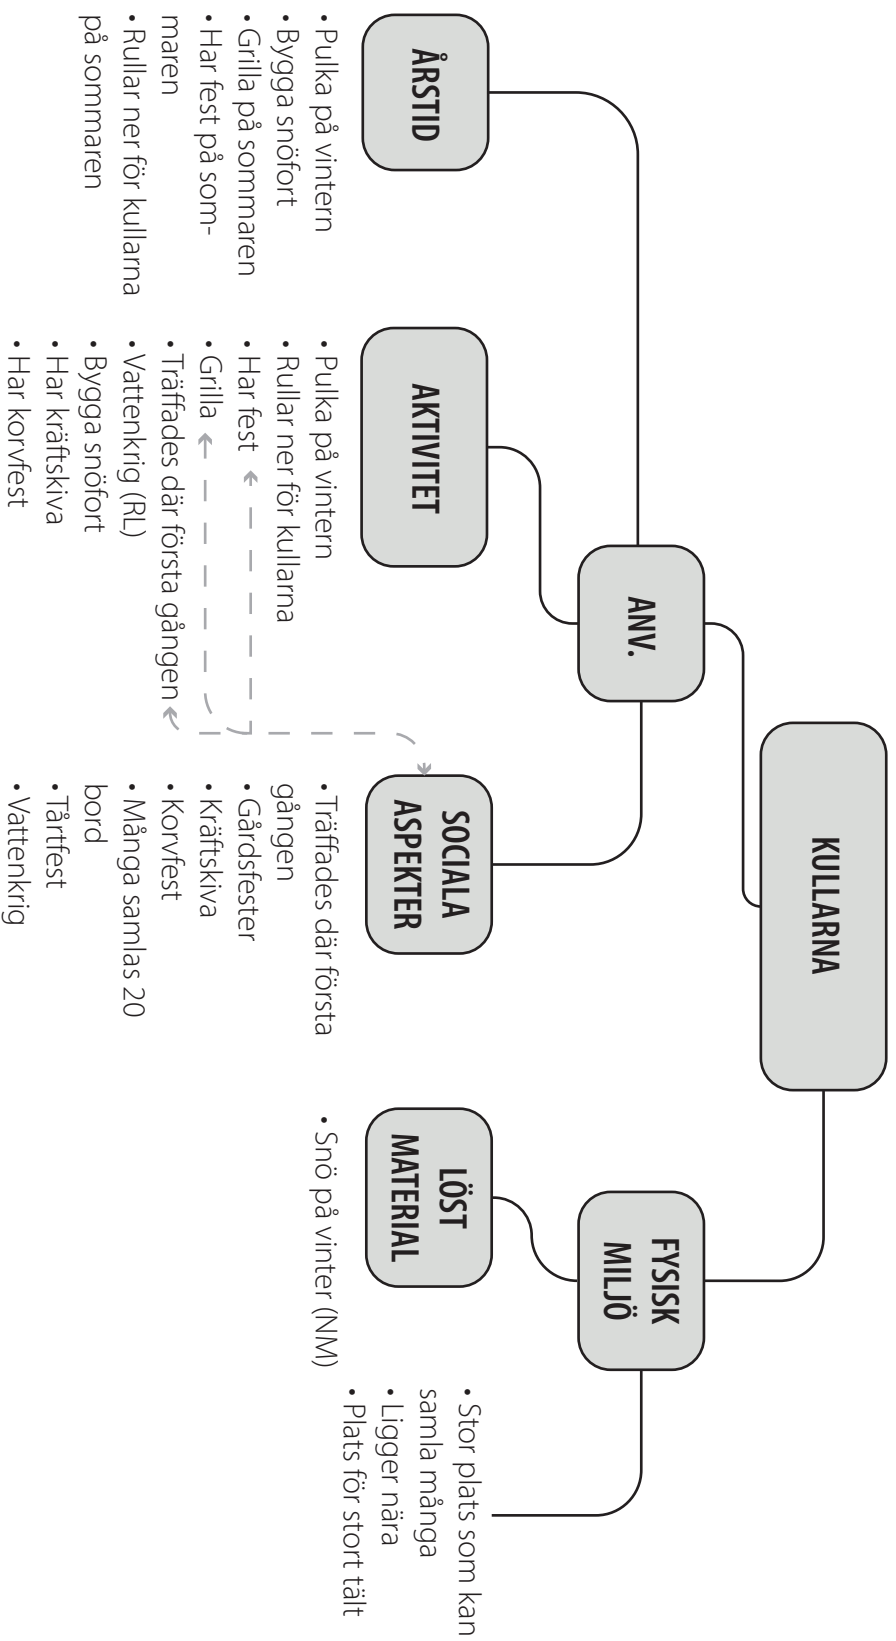 KULLARNA
ANV.
FYSISK
MILJÖ
ÅRSTID
AKTIVITET
SOCIALA
ASPEKTER
LÖST
MATERIAL
• Pulka på vintern
• Bygga snöfort
• Grilla på sommaren
• Har fest på som-
maren
• Rullar ner för kullarna
på sommaren
• Pulka på vintern
• Rullar ner för kullarna
• Har fest
• Grilla
• Träffades där första gången
• Vattenkrig (RL)
• Bygga snöfort
• Har kräftskiva
• Har korvfest
• Träffades där första
gången
• Gårdsfester
• Kräftskiva
• Korvfest
• Många samlas 20
bord
• Tårtfest
• Vattenkrig
• Snö på vinter (NM)
• Stor plats som kan
samla många
• Ligger nära
• Plats för stort tält